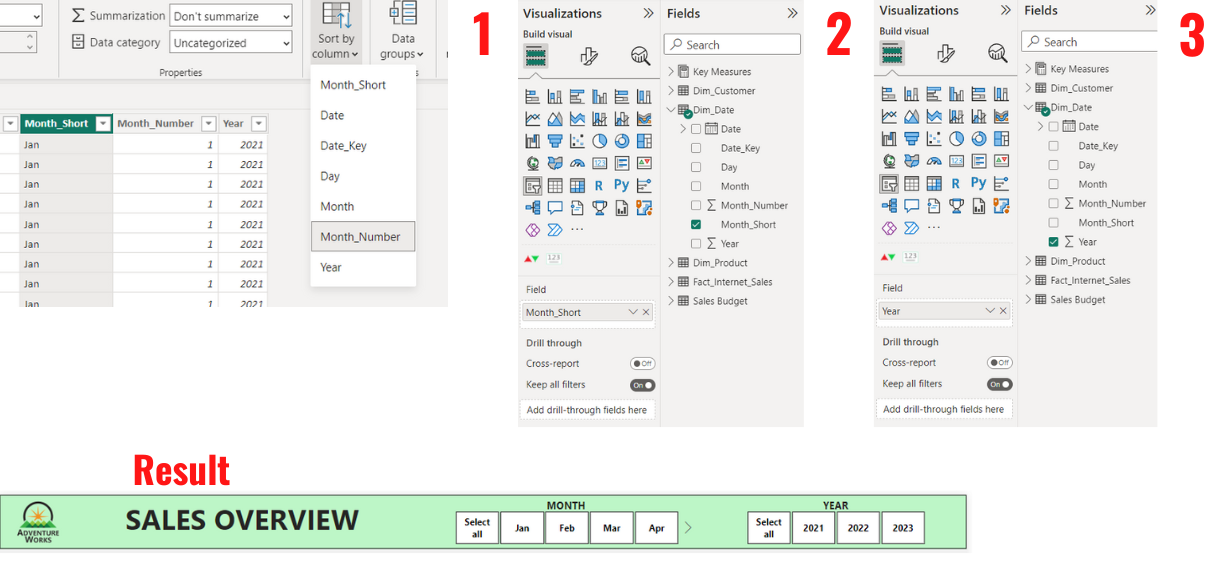 Summarization Don't summarize
Data category Uncategorized
Properties
Sort by
column
Data
groups
Month_Short
Date
Date_Key
Day
Month
Month_Number
Year
Month_Short Month_Number Year
Jan 1 2021
Jan 1 2021
Jan 1 2021
Jan 1 2021
Jan 1 2021
Jan 1 2021
Jan 1 2021
Jan 1 2021
Jan 1 2021
1
Visualizations
Build visual
123
R Py
...
123
Field
Month_Short
Drill through
Cross-report Off
Keep all filters On
Add drill-through fields here
Fields
Search
Key Measures
Dim_Customer
Dim_Date
Date
Date_Key
Day
Month
Month_Number
Month_Short
Year
Dim_Product
Fact_Internet_Sales
Sales Budget
2
Visualizations
Build visual
123
R Py
...
123
Field
Year
Drill through
Cross-report Off
Keep all filters On
Add drill-through fields here
Fields
Search
Key Measures
Dim_Customer
Dim_Date
Date
Date_Key
Day
Month
Month_Number
Month_Short
Year
Dim_Product
Fact_Internet_Sales
Sales Budget
3
Result
ADVENTURE
WORKS
SALES OVERVIEW
MONTH
Select
all
Jan Feb Mar Apr
YEAR
Select
all
2021 2022 2023